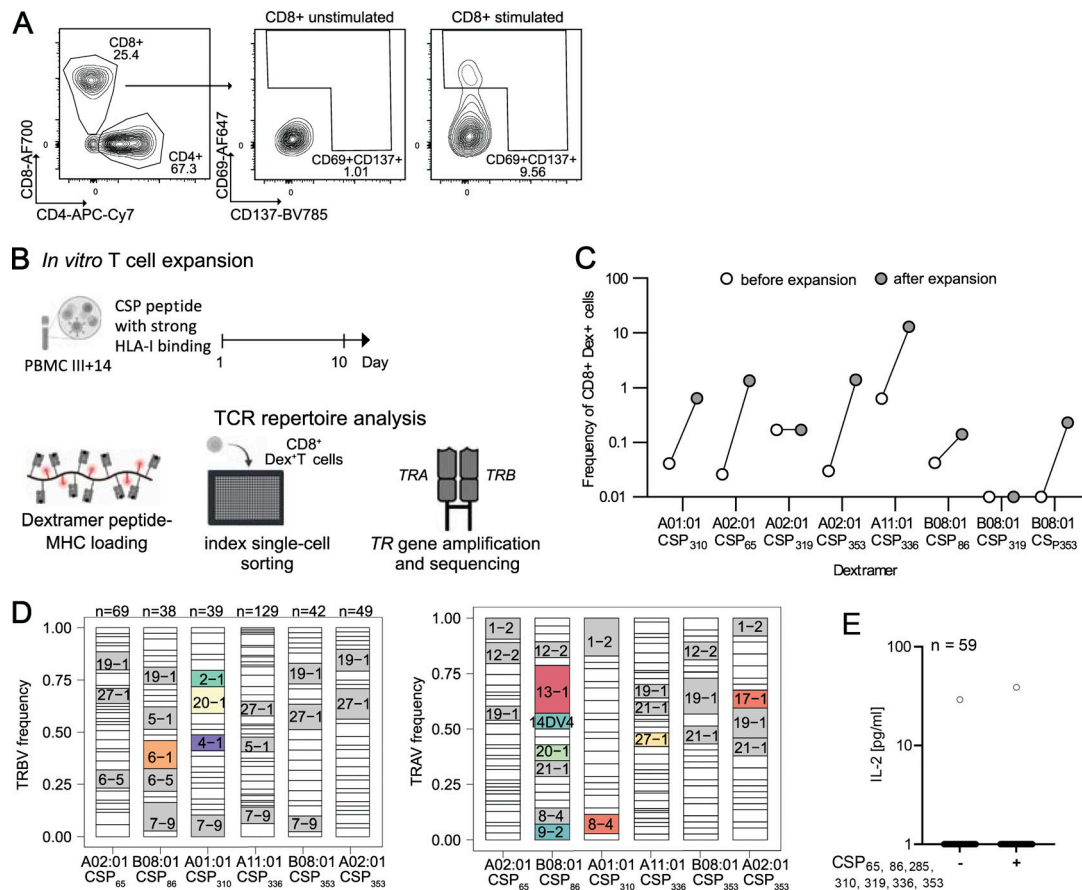 A
CD8+ unstimulated
CD8+ stimulated
CD8+
25.4
CD4+
67.3
CD69+CD137+
1.01
CD69+CD137+
9.56
0
0
0
0
0
0
CD8-AF700
CD4-APC-Cy7
CD69-AF647
CD137-BV785
B In vitro T cell expansion
CSP peptide
with strong
HLA-I binding
PBMC III+14
1
10
Day
TCR repertoire analysis
CD8+
Dex+T cells
TRA
TRB
Dextramer peptide-
MHC loading
index single-cell
sorting
TR gene amplification
and sequencing
C
before expansion
after expansion
Frequency of CD8+ Dex+ cells
100
10
1
0.1
0.01
A01:01
CSP310
A02:01
CSP65
A02:01
CSP319
A02:01
CSP353
A11:01
CSP336
B08:01
CSP86
B08:01
CSP319
B08:01
CSP353
Dextramer
D
n=69 n=38 n=39 n=129 n=42 n=49
TRBV frequency
1.00
0.75
0.50
0.25
0.00
19-1
27-1
6-5
19-1
5-1
6-1
6-5
7-9
2-1
20-1
4-1
7-9
27-1
5-1
7-9
19-1
27-1
7-9
19-1
27-1
A02:01
CSP65
B08:01
CSP86
A01:01
CSP310
A11:01
CSP336
B08:01
CSP353
A02:01
CSP353
TRAV frequency
1.00
0.75
0.50
0.25
0.00
1-2
12-2
19-1
12-2
13-1
14DV4
20-1
21-1
8-4
9-2
1-2
8-4
19-1
21-1
27-1
12-2
19-1
21-1
1-2
17-1
19-1
21-1
A02:01
CSP65
B08:01
CSP86
A01:01
CSP310
A11:01
CSP336
B08:01
CSP353
A02:01
CSP353
E
n = 59
IL-2 [pg/ml]
100
10
1
CSP65, 86,285,
310, 319, 336, 353
-
+